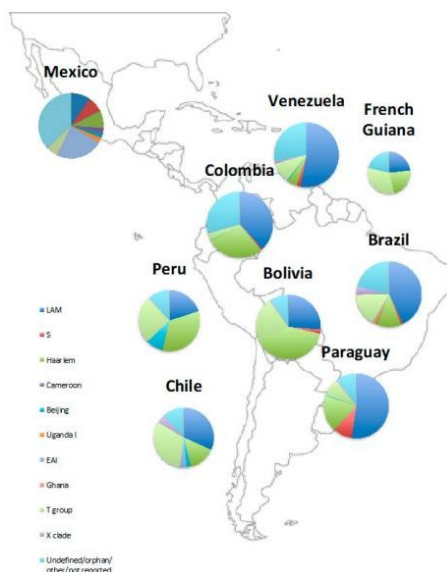 Mexico
Venezuela
French
Guiana
Colombia
Brazil
Peru
Bolivia
Paraguay
Chile
LAM
S
Haarlem
Cameroon
Beijing
Uganda I
EAI
Ghana
T group
X clade
Undefined/orphan/
other/not reported